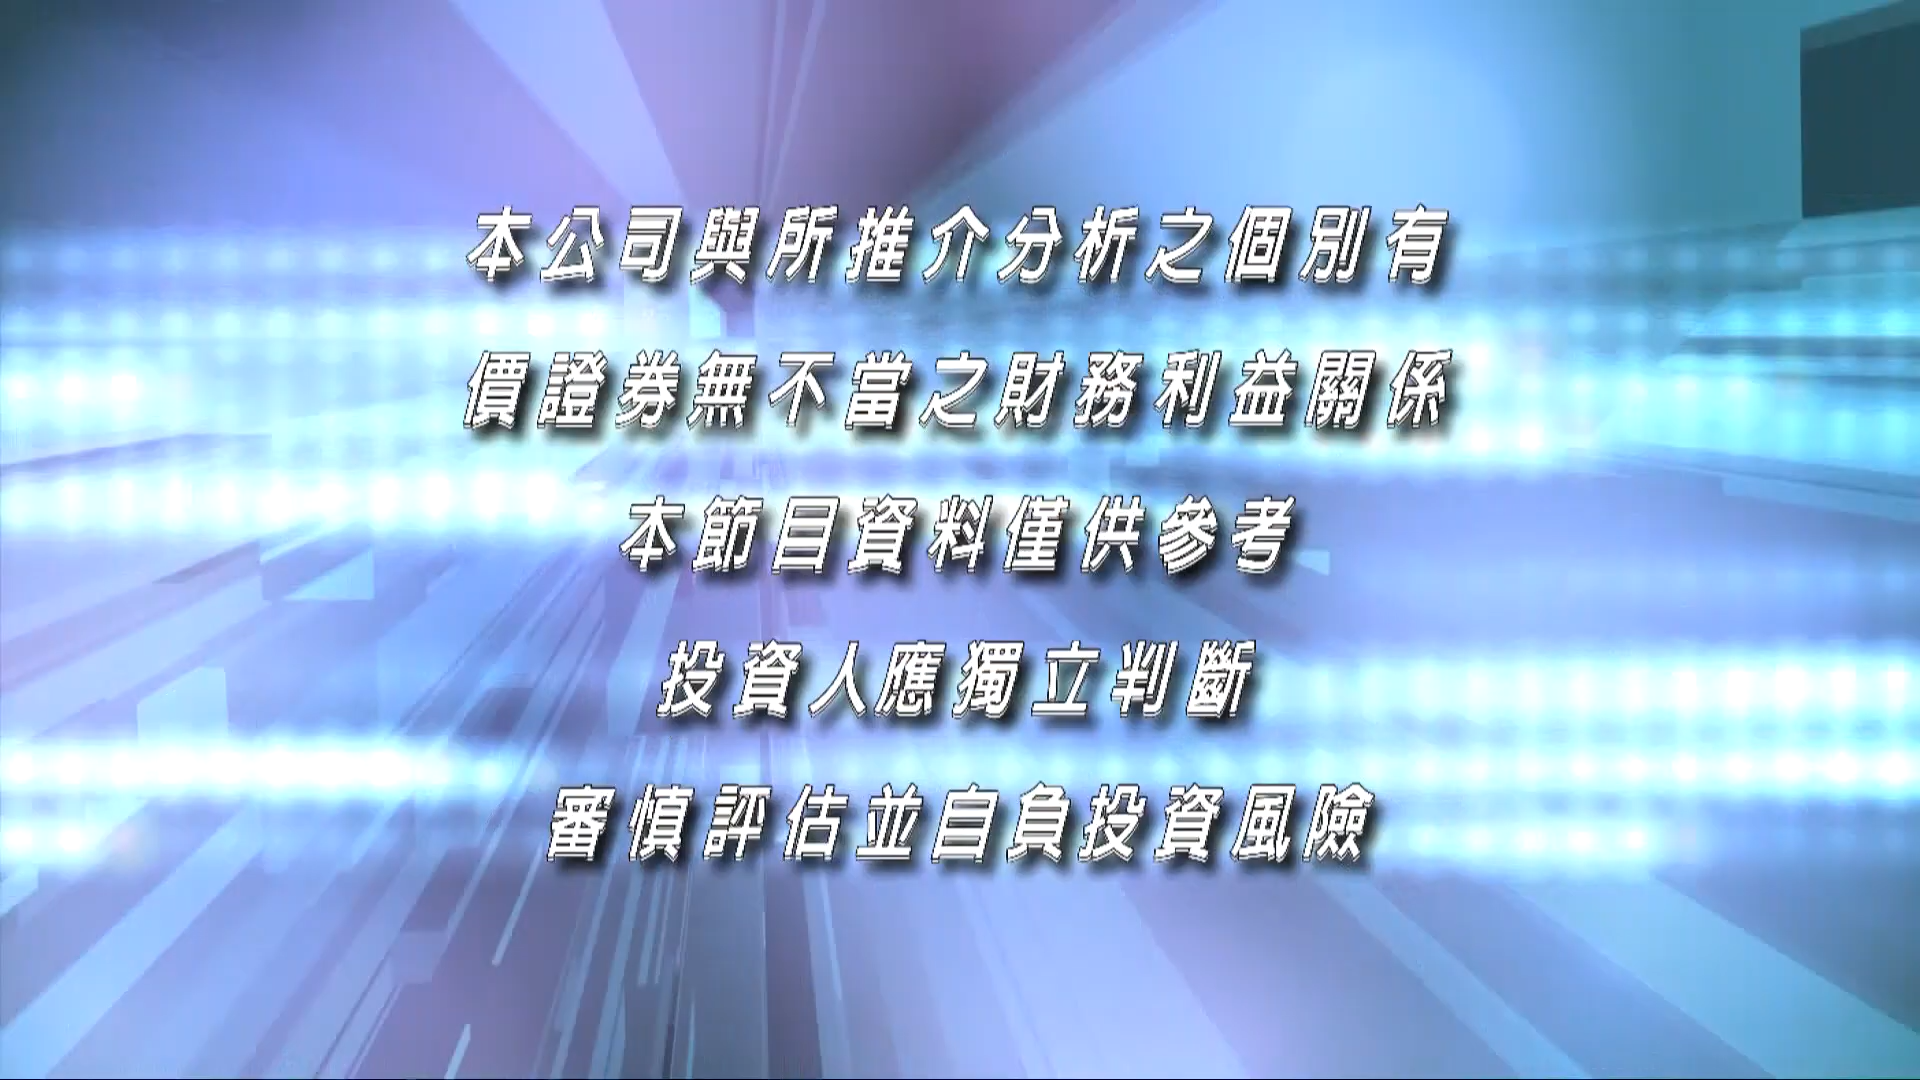 本公司與所推介分析之個別有
價證券無不當之財務利益關係
本節目資料僅供參考
投資人應獨立判斷
審慎評估並自負投資風險